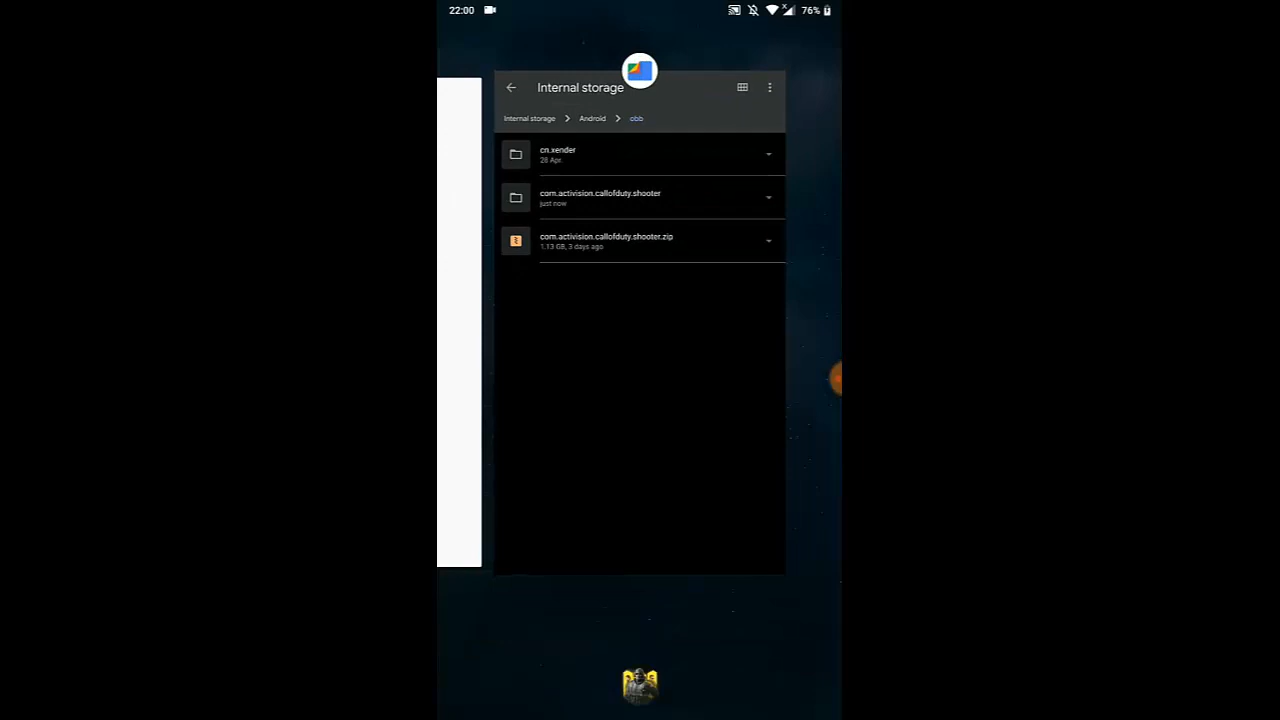 22:00
76%
Internal storage
Internal storage
Android
obb
cn.xender
28 Apr.
com.activision.callofduty.shooter
just now
com.activision.callofduty.shooter.zip
1.13 GB, 3 days ago